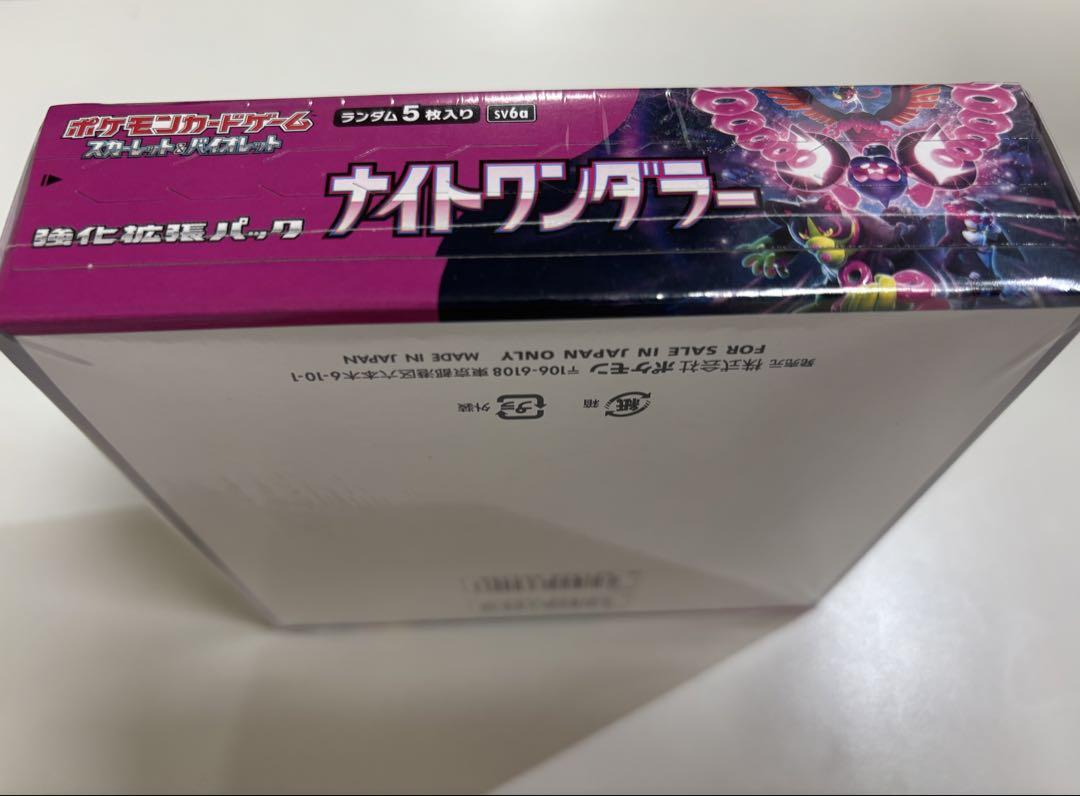 ポケモンカードゲーム
スカーレット&バイオレット
ランダム5枚入り sv6a
強化拡張パック
ナイトワンダラー
発売元 株式会社ポケモン 〒106-6108 東京都港区六本木6-10-1
FOR SALE IN JAPAN ONLY MADE IN JAPAN
紙 箱
プラ 外装